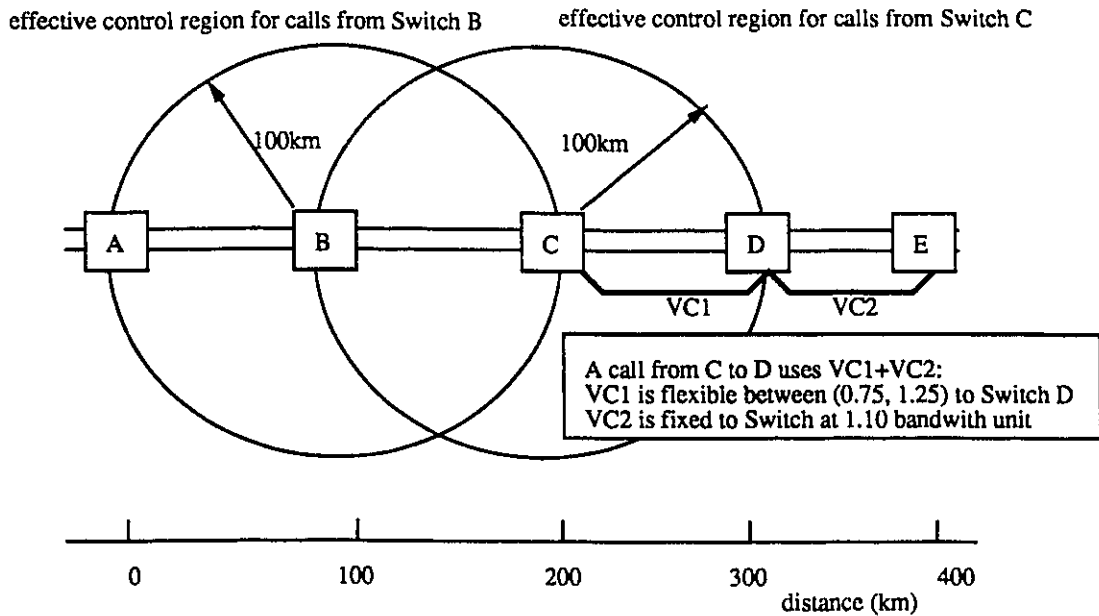 effective control region for calls from Switch B
effective control region for calls from Switch C
100km
100km
A
B
C
D
E
VC1
VC2
A call from C to D uses VC1+VC2:
VC1 is flexible between (0.75, 1.25) to Switch D
VC2 is fixed to Switch at 1.10 bandwith unit
0
100
200
300
400
distance (km)